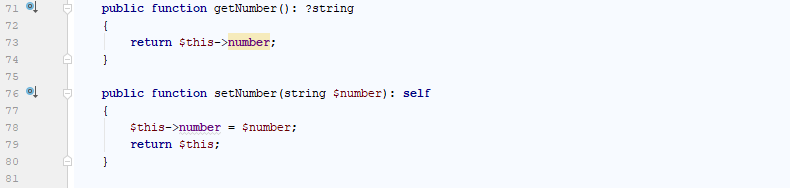 71 public function getNumber(): ?string
72 {
73 return $this->number;
74 }
75
76 public function setNumber(string $number): self
77 {
78 $this->number = $number;
79 return $this;
80 }
81